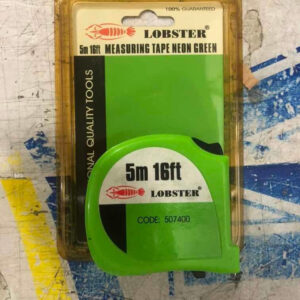 100% GUARANTEED
LOBSTER®
5m 16ft MEASURING TAPE NEON GREEN
ONAL QUALITY TOOLS
5m 16ft
LOBSTER®
CODE: 507400